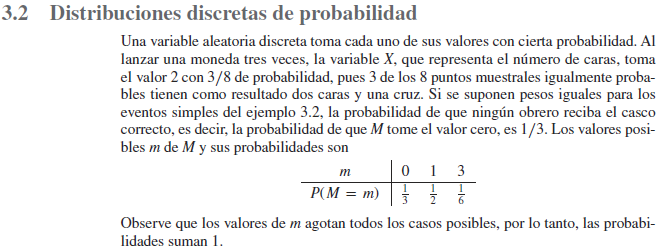 3.2 Distribuciones discretas de probabilidad
Una variable aleatoria discreta toma cada uno de sus valores con cierta probabilidad. Al
lanzar una moneda tres veces, la variable X, que representa el número de caras, toma
el valor 2 con 3/8 de probabilidad, pues 3 de los 8 puntos muestrales igualmente proba-
bles tienen como resultado dos caras y una cruz. Si se suponen pesos iguales para los
eventos simples del ejemplo 3.2, la probabilidad de que ningún obrero reciba el casco
correcto, es decir, la probabilidad de que M tome el valor cero, es 1/3. Los valores posi-
bles m de M y sus probabilidades son
m 0 1 3
P(M = m) 1/3 1/2 1/6
Observe que los valores de m agotan todos los casos posibles, por lo tanto, las probabi-
lidades suman 1.